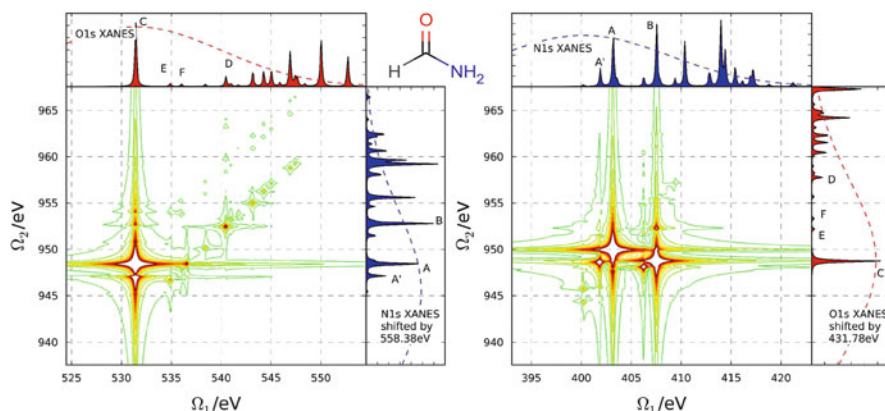 O1s XANES
C
E
F
D
O
H
NH₂
N1s XANES
A'
A
B
965
960
955
950
945
940
Ω₂/eV
B
A
A'
N1s XANES
shifted by
558.38eV
525
530
535
540
545
550
Ω₁/eV
965
960
955
950
945
940
Ω₂/eV
D
F
E
C
O1s XANES
shifted by
431.78eV
395
400
405
410
415
420
Ω₁/eV